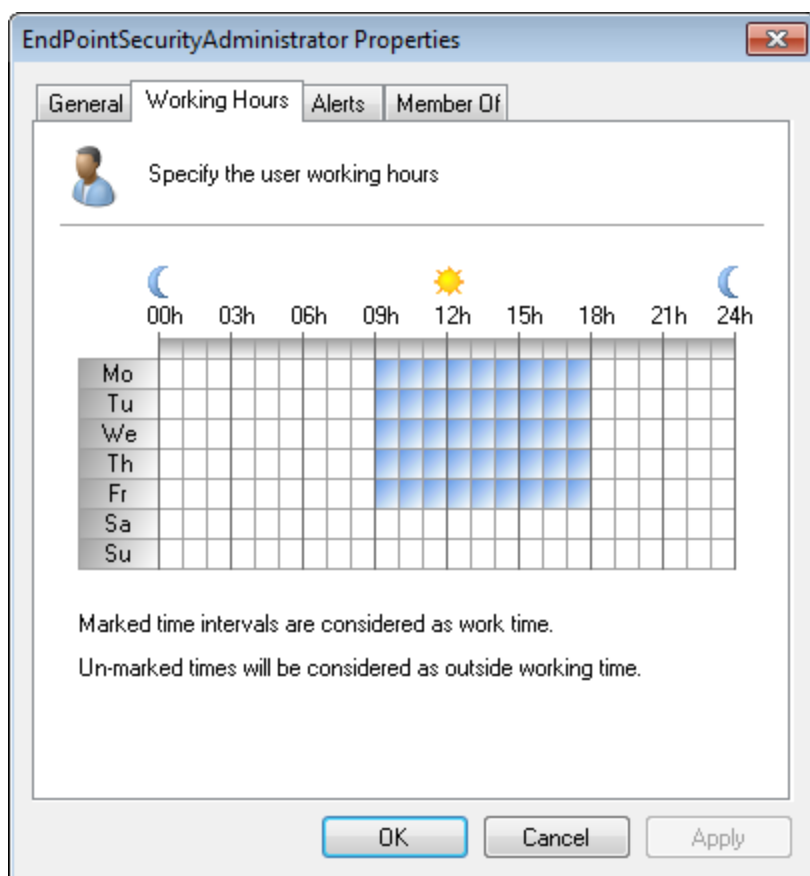 EndPointSecurityAdministrator Properties
General Working Hours Alerts Member Of
Specify the user working hours
00h 03h 06h 09h 12h 15h 18h 21h 24h
Mo
Tu
We
Th
Fr
Sa
Su
Marked time intervals are considered as work time.
Un-marked times will be considered as outside working time.
OK Cancel Apply